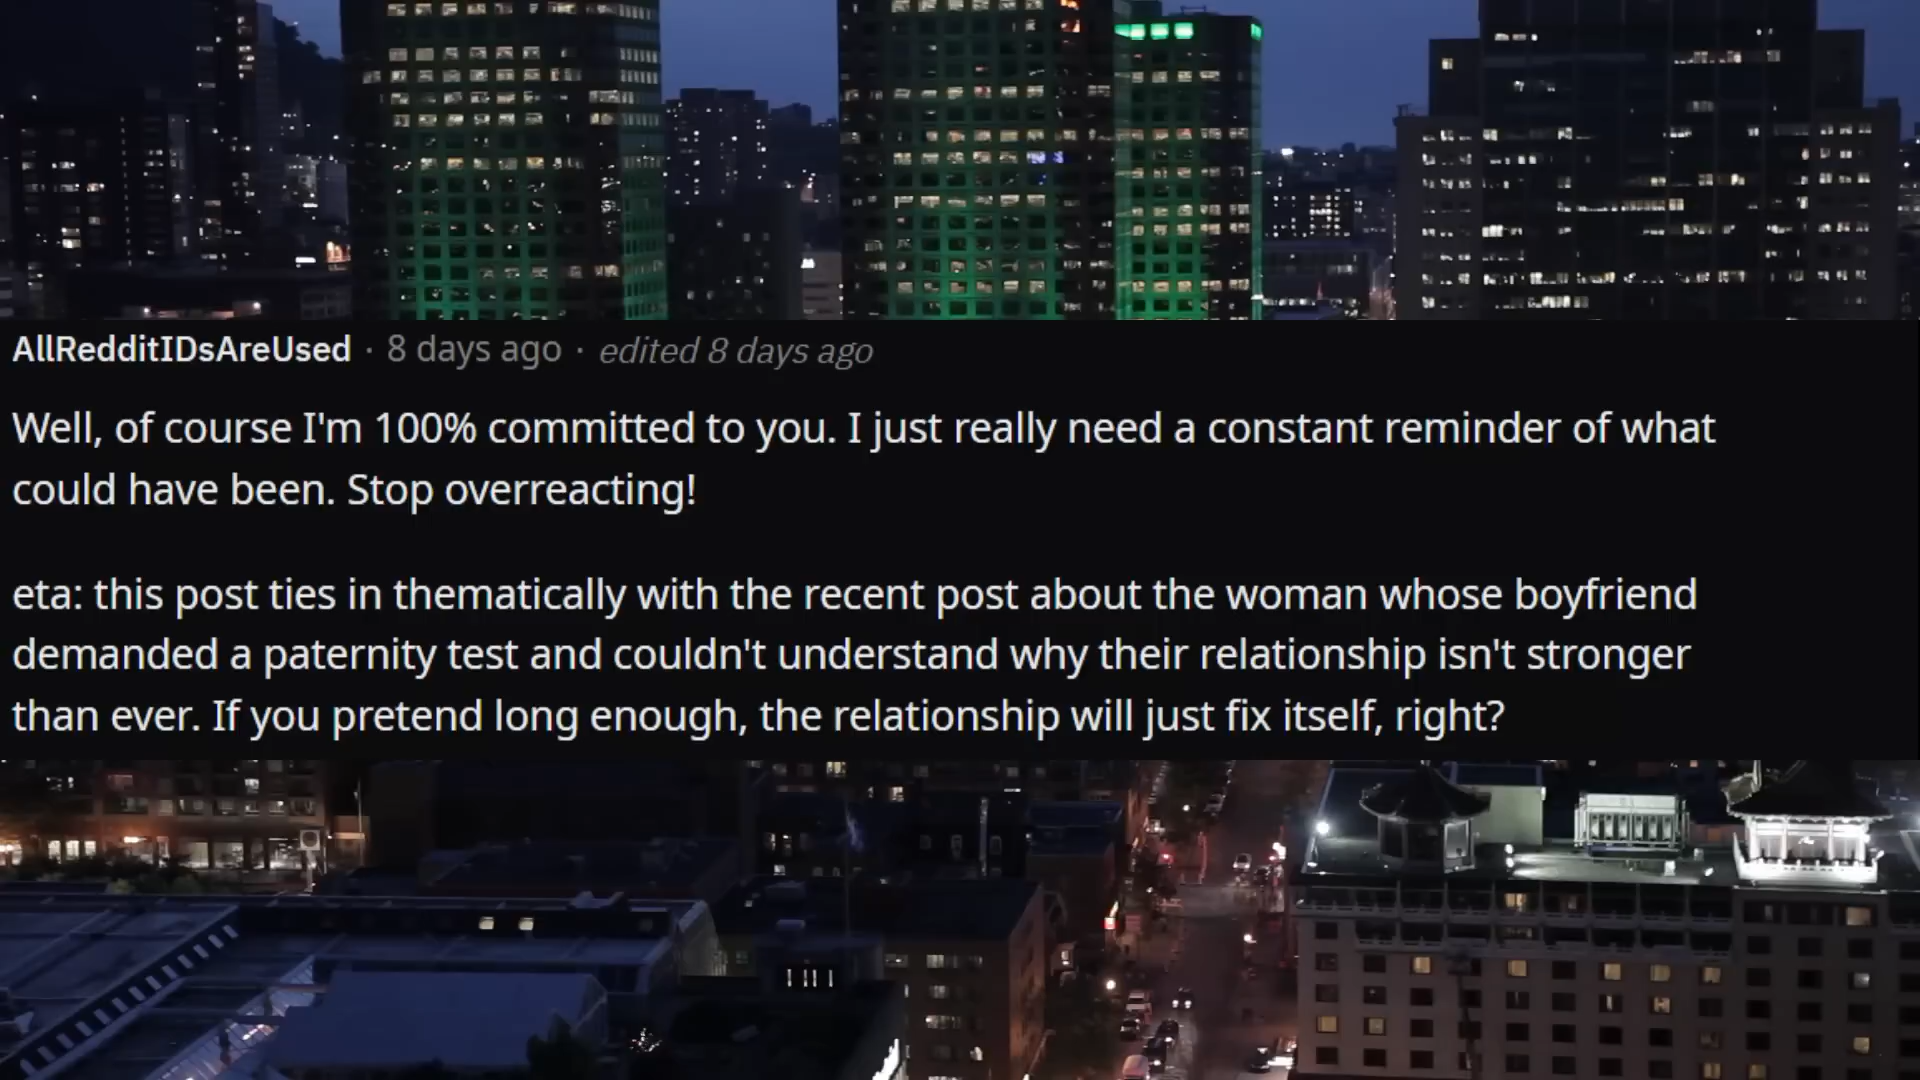 AllRedditIDsAreUsed · 8 days ago · edited 8 days ago
Well, of course I'm 100% committed to you. I just really need a constant reminder of what
could have been. Stop overreacting!
eta: this post ties in thematically with the recent post about the woman whose boyfriend
demanded a paternity test and couldn't understand why their relationship isn't stronger
than ever. If you pretend long enough, the relationship will just fix itself, right?